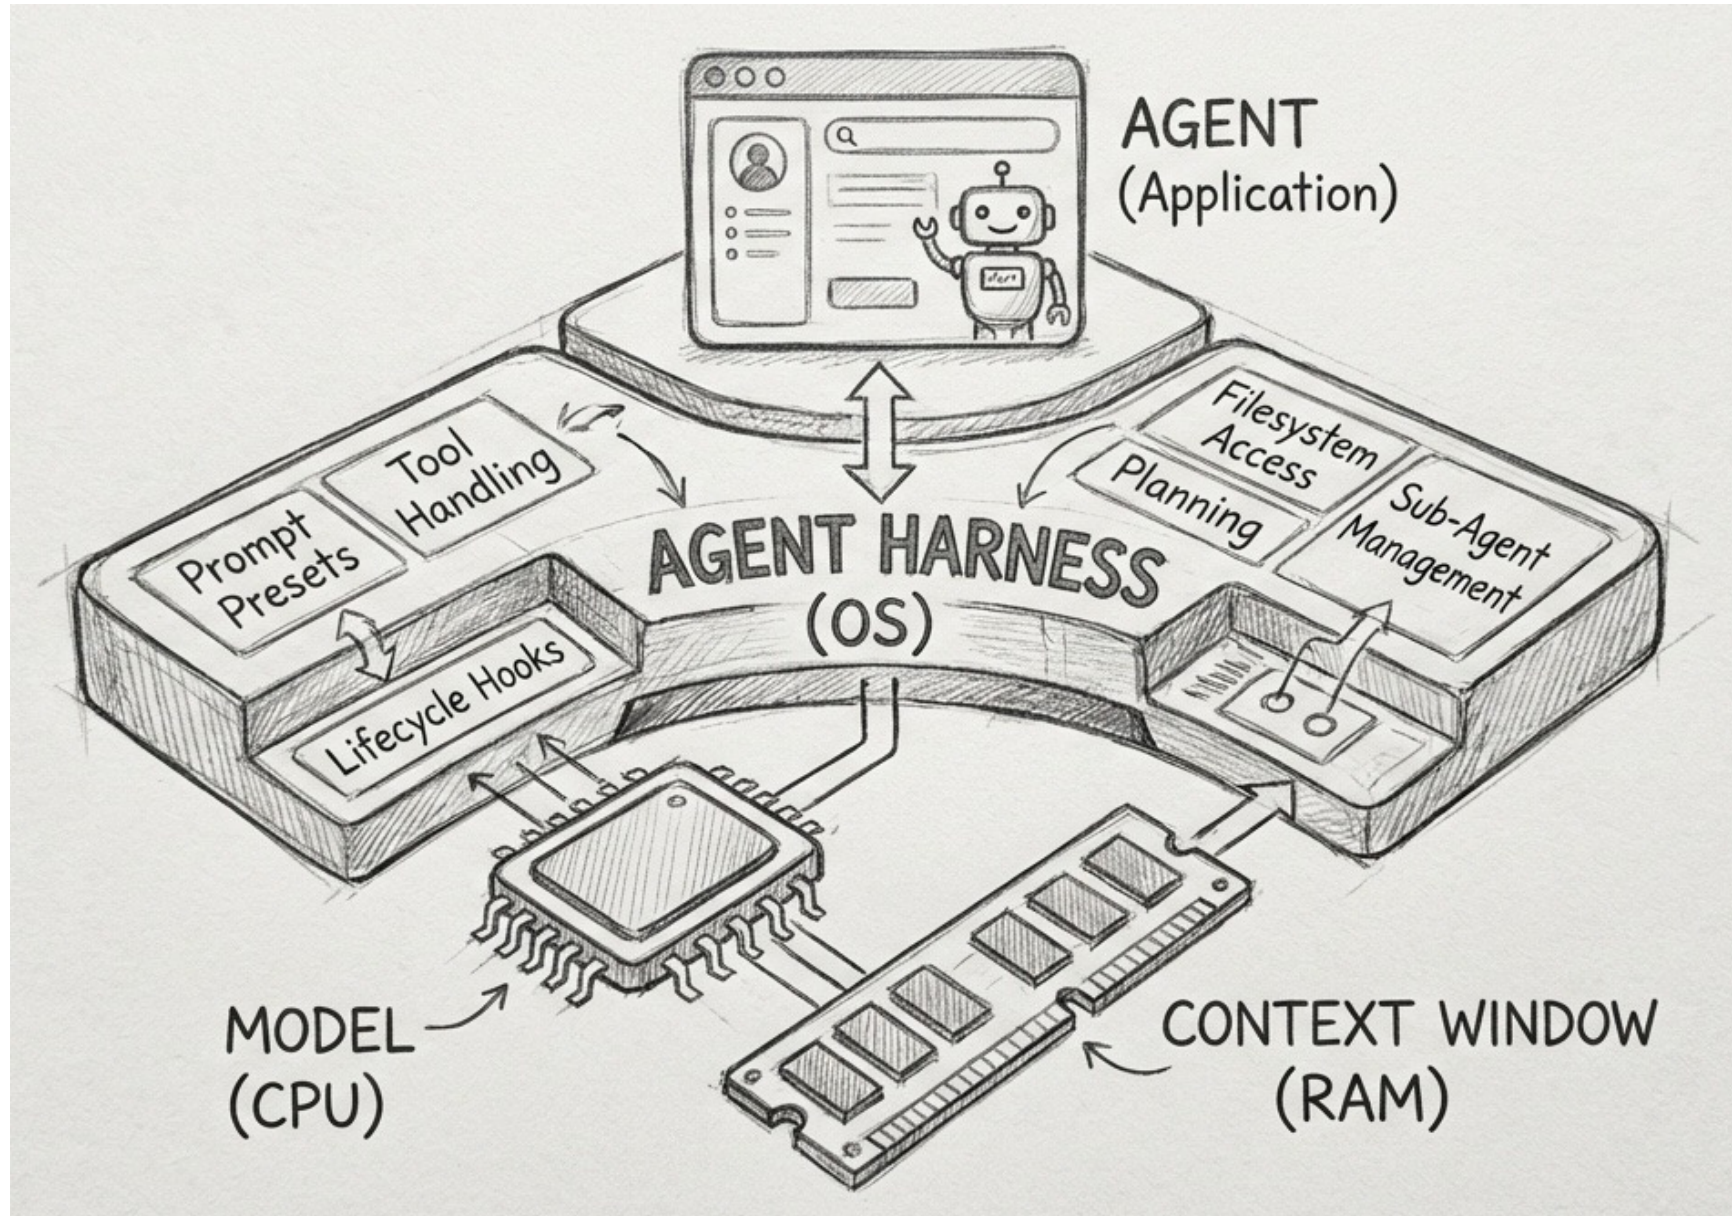 AGENT
(Application)
Filesystem
Access
Tool
Handling
Planning
Sub-Agent
Management
Prompt
Presets
AGENT HARNESS
(OS)
Lifecycle Hooks
MODEL
(CPU)
CONTEXT WINDOW
(RAM)